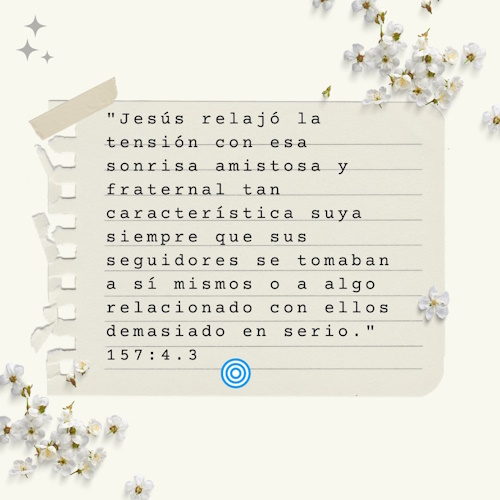 "Jesús relajó la
tensión con esa
sonrisa amistosa y
fraternal tan
característica suya
siempre que sus
seguidores se tomaban
a sí mismos o a algo
relacionado con ellos
demasiado en serio."
157:4.3